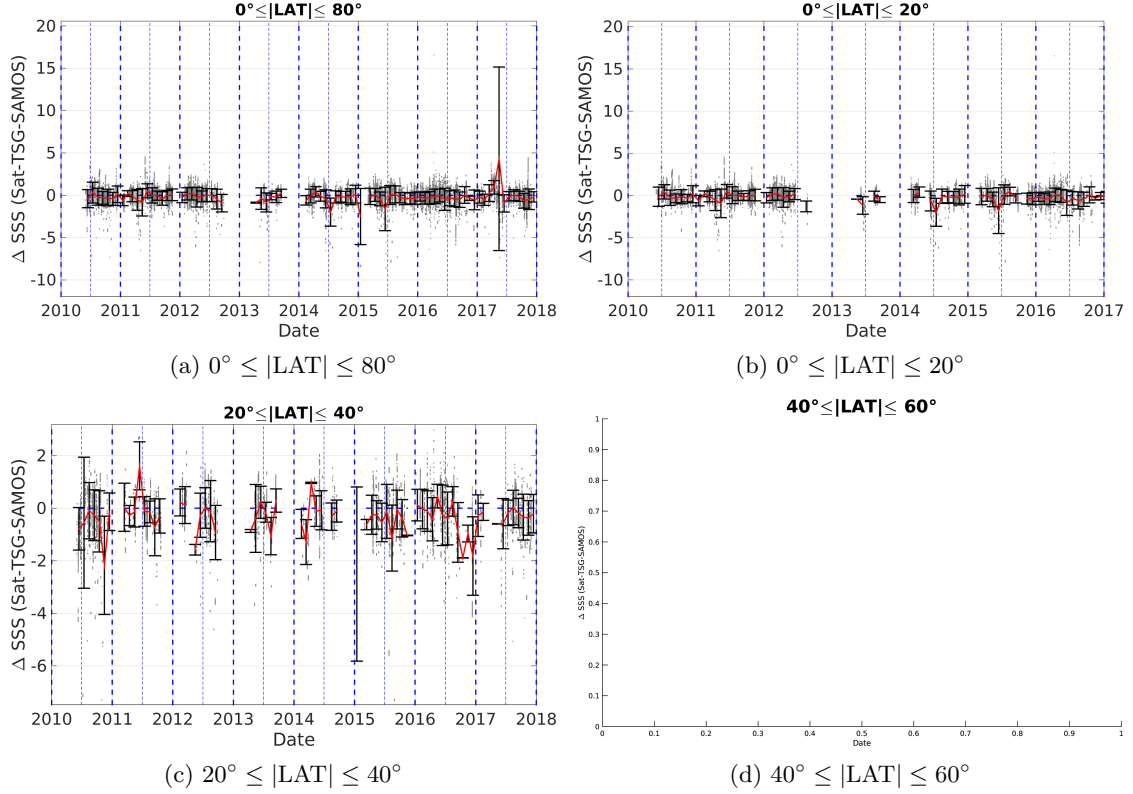 0°≤|LAT|≤ 80°
20
15
10
5
0
-5
-10
Δ SSS (Sat-TSG-SAMOS)
2010 2011 2012 2013 2014 2015 2016 2017 2018
Date
(a) 0° ≤ |LAT| ≤ 80°
0°≤|LAT|≤ 20°
20
15
10
5
0
-5
-10
Δ SSS (Sat-TSG-SAMOS)
2010 2011 2012 2013 2014 2015 2016 2017
Date
(b) 0° ≤ |LAT| ≤ 20°
20°≤|LAT|≤ 40°
2
0
-2
-4
-6
Δ SSS (Sat-TSG-SAMOS)
2010 2011 2012 2013 2014 2015 2016 2017 2018
Date
(c) 20° ≤ |LAT| ≤ 40°
40°≤|LAT|≤ 60°
1
0.9
0.8
0.7
0.6
0.5
0.4
0.3
0.2
0.1
0
Δ SSS (Sat-TSG-SAMOS)
0 0.1 0.2 0.3 0.4 0.5 0.6 0.7 0.8 0.9 1
Date
(d) 40° ≤ |LAT| ≤ 60°